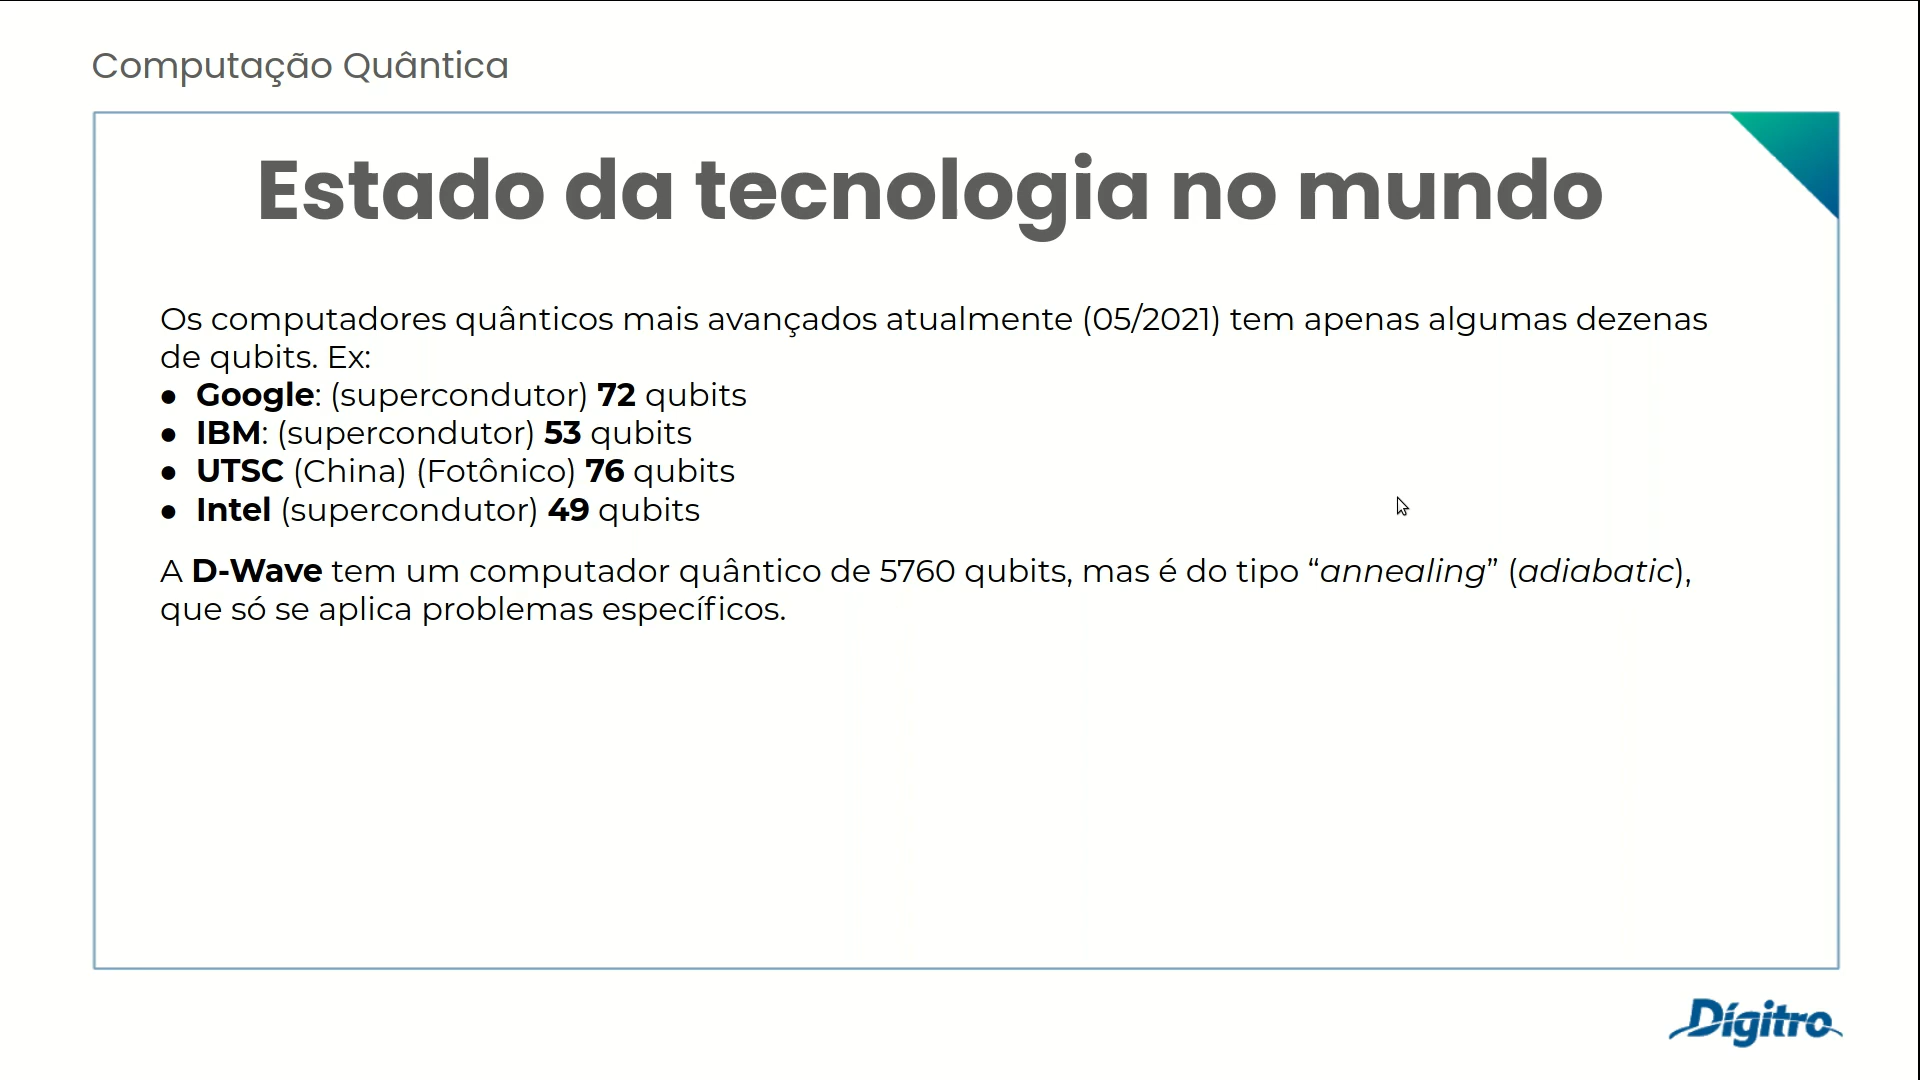 Computação Quântica
Estado da tecnologia no mundo
Os computadores quânticos mais avançados atualmente (05/2021) tem apenas algumas dezenas
de qubits. Ex:
● Google: (supercondutor) 72 qubits
● IBM: (supercondutor) 53 qubits
● UTSC (China) (Fotônico) 76 qubits
● Intel (supercondutor) 49 qubits
A D-Wave tem um computador quântico de 5760 qubits, mas é do tipo “annealing” (adiabatic),
que só se aplica problemas específicos.
Dígitro